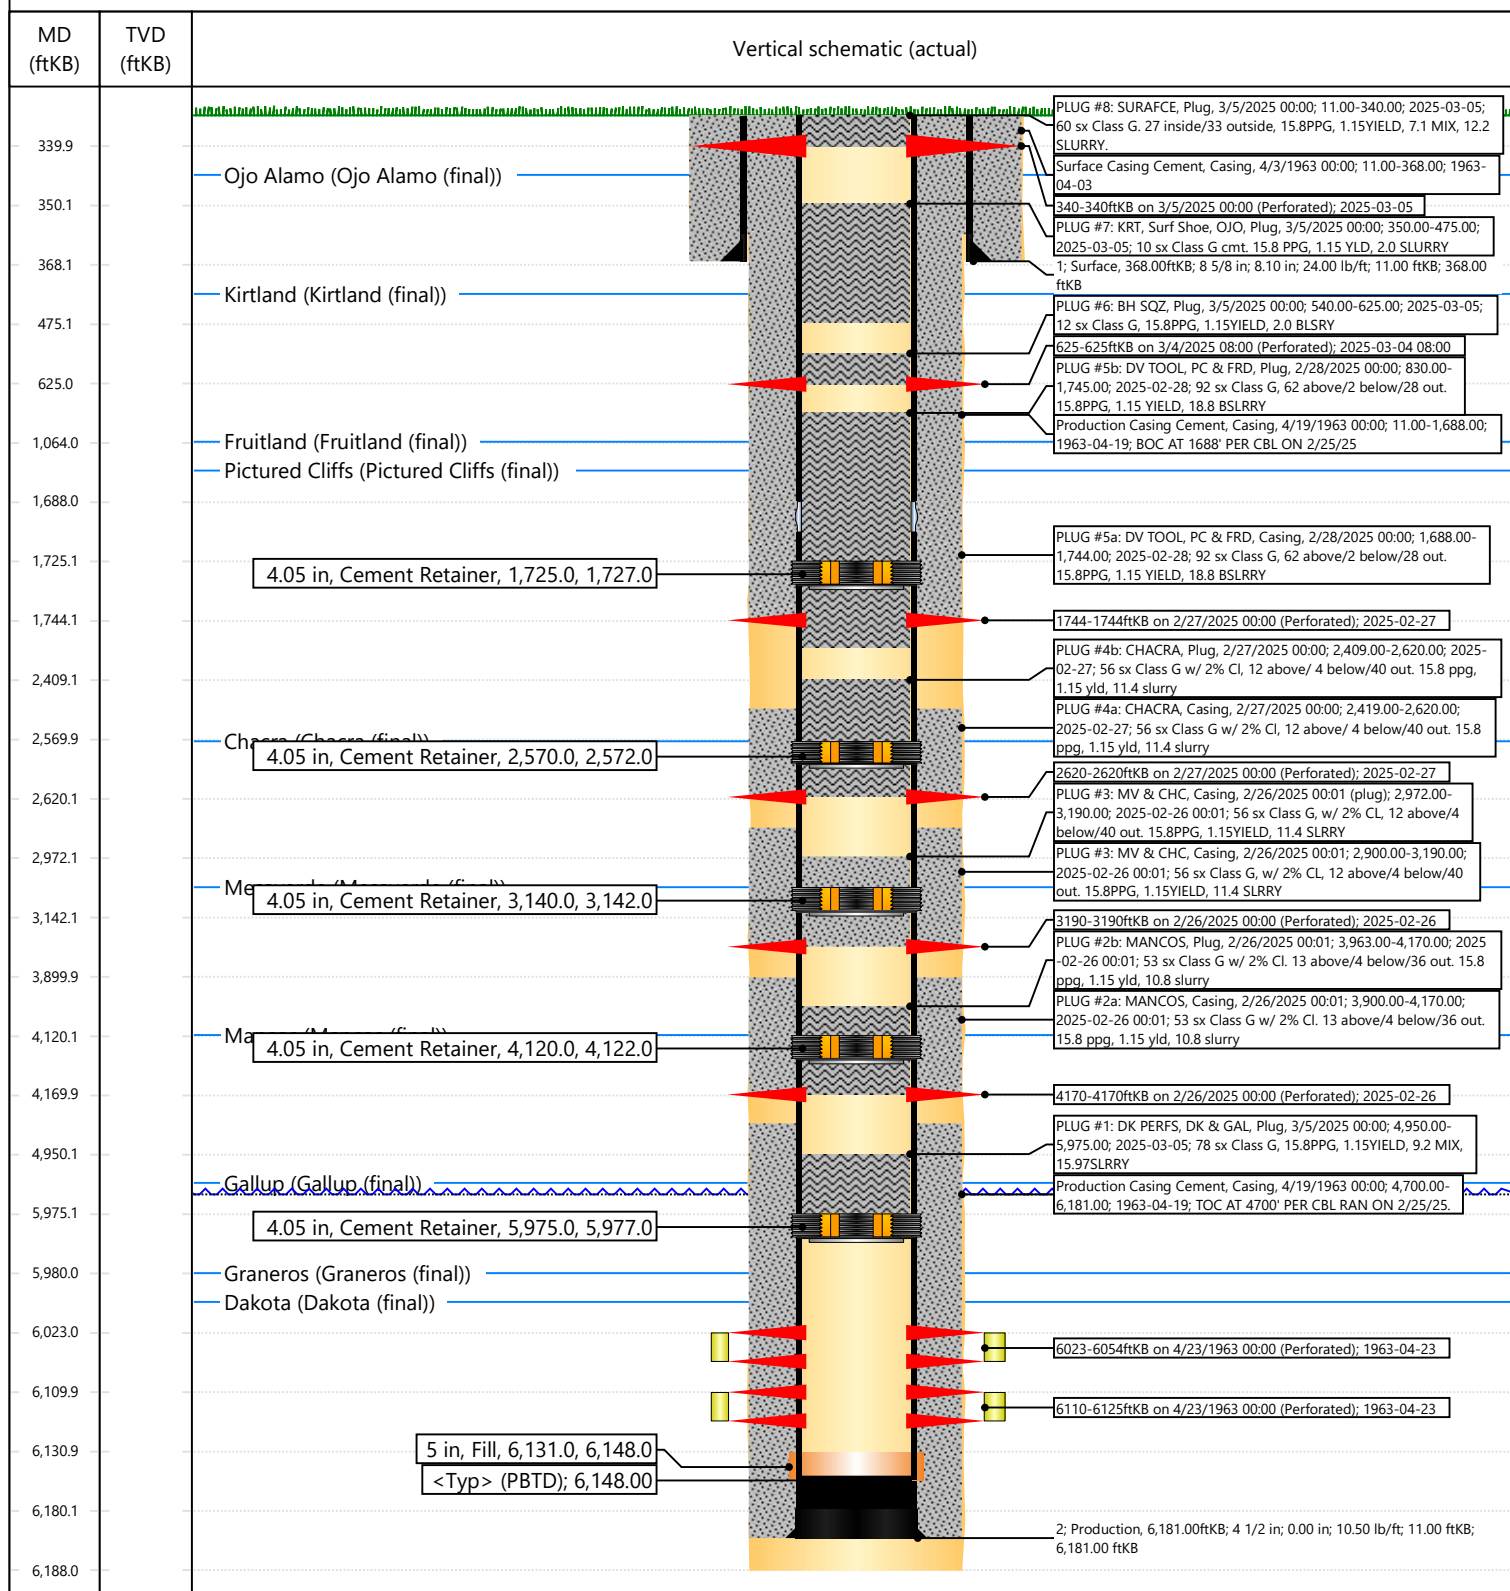 MD
(ftKB)
TVD
(ftKB)
Vertical schematic (actual)
339.9
350.1
368.1
475.1
625.0
1,064.0
1,688.0
1,725.1
1,744.1
2,409.1
2,569.9
2,620.1
2,972.1
3,142.1
3,899.9
4,120.1
4,169.9
4,950.1
5,975.1
5,980.0
6,023.0
6,109.9
6,130.9
6,180.1
6,188.0
Ojo Alamo (Ojo Alamo (final))
Kirtland (Kirtland (final))
Fruitland (Fruitland (final))
Pictured Cliffs (Pictured Cliffs (final))
4.05 in, Cement Retainer, 1,725.0, 1,727.0
Chacra (Chacra (final))
4.05 in, Cement Retainer, 2,570.0, 2,572.0
4.05 in, Cement Retainer, 3,140.0, 3,142.0
4.05 in, Cement Retainer, 4,120.0, 4,122.0
Gallup (Gallup (final))
4.05 in, Cement Retainer, 5,975.0, 5,977.0
Graneros (Graneros (final))
Dakota (Dakota (final))
5 in, Fill, 6,131.0, 6,148.0
<Typ> (PBTD); 6,148.00
PLUG #8: SURAFCE, Plug, 3/5/2025 00:00; 11.00-340.00; 2025-03-05;
60 sx Class G. 27 inside/33 outside, 15.8PPG, 1.15YIELD, 7.1 MIX, 12.2
SLURRY.
Surface Casing Cement, Casing, 4/3/1963 00:00; 11.00-368.00; 1963-
04-03
340-340ftKB on 3/5/2025 00:00 (Perforated); 2025-03-05
PLUG #7: KRT, Surf Shoe, OJO, Plug, 3/5/2025 00:00; 350.00-475.00;
2025-03-05; 10 sx Class G cmt. 15.8 PPG, 1.15 YLD, 2.0 SLURRY
1; Surface, 368.00ftKB; 8 5/8 in; 8.10 in; 24.00 lb/ft; 11.00 ftKB; 368.00
ftKB
PLUG #6: BH SQZ, Plug, 3/5/2025 00:00; 540.00-625.00; 2025-03-05;
12 sx Class G, 15.8PPG, 1.15YIELD, 2.0 BLSRY
625-625ftKB on 3/4/2025 08:00 (Perforated); 2025-03-04 08:00
PLUG #5b: DV TOOL, PC & FRD, Plug, 2/28/2025 00:00; 830.00-
1,745.00; 2025-02-28; 92 sx Class G, 62 above/2 below/28 out.
15.8PPG, 1.15 YIELD, 18.8 BSLRRY
Production Casing Cement, Casing, 4/19/1963 00:00; 11.00-1,688.00;
1963-04-19; BOC AT 1688' PER CBL ON 2/25/25
PLUG #5a: DV TOOL, PC & FRD, Casing, 2/28/2025 00:00; 1,688.00-
1,744.00; 2025-02-28; 92 sx Class G, 62 above/2 below/28 out.
15.8PPG, 1.15 YIELD, 18.8 BSLRRY
1744-1744ftKB on 2/27/2025 00:00 (Perforated); 2025-02-27
PLUG #4b: CHACRA, Plug, 2/27/2025 00:00; 2,409.00-2,620.00; 2025-
02-27; 56 sx Class G w/ 2% Cl, 12 above/ 4 below/40 out. 15.8 ppg,
1.15 yld, 11.4 slurry
PLUG #4a: CHACRA, Casing, 2/27/2025 00:00; 2,419.00-2,620.00;
2025-02-27; 56 sx Class G w/ 2% Cl, 12 above/ 4 below/40 out. 15.8
ppg, 1.15 yld, 11.4 slurry
2620-2620ftKB on 2/27/2025 00:00 (Perforated); 2025-02-27
PLUG #3: MV & CHC, Casing, 2/26/2025 00:01 (plug); 2,972.00-
3,190.00; 2025-02-26 00:01; 56 sx Class G, w/ 2% CL, 12 above/4
below/40 out. 15.8PPG, 1.15YIELD, 11.4 SLRRY
PLUG #3: MV & CHC, Casing, 2/26/2025 00:01; 2,900.00-3,190.00;
2025-02-26 00:01; 56 sx Class G, w/ 2% CL, 12 above/4 below/40
out. 15.8PPG, 1.15YIELD, 11.4 SLRRY
3190-3190ftKB on 2/26/2025 00:00 (Perforated); 2025-02-26
PLUG #2b: MANCOS, Plug, 2/26/2025 00:01; 3,963.00-4,170.00; 2025
-02-26 00:01; 53 sx Class G w/ 2% Cl. 13 above/4 below/36 out. 15.8
ppg, 1.15 yld, 10.8 slurry
PLUG #2a: MANCOS, Casing, 2/26/2025 00:01; 3,900.00-4,170.00;
2025-02-26 00:01; 53 sx Class G w/ 2% Cl. 13 above/4 below/36 out.
15.8 ppg, 1.15 yld, 10.8 slurry
4170-4170ftKB on 2/26/2025 00:00 (Perforated); 2025-02-26
PLUG #1: DK PERFS, DK & GAL, Plug, 3/5/2025 00:00; 4,950.00-
5,975.00; 2025-03-05; 78 sx Class G, 15.8PPG, 1.15YIELD, 9.2 MIX,
15.97SLRRY
Production Casing Cement, Casing, 4/19/1963 00:00; 4,700.00-
6,181.00; 1963-04-19; TOC AT 4700' PER CBL RAN ON 2/25/25.
6023-6054ftKB on 4/23/1963 00:00 (Perforated); 1963-04-23
6110-6125ftKB on 4/23/1963 00:00 (Perforated); 1963-04-23
2; Production, 6,181.00ftKB; 4 1/2 in; 0.00 in; 10.50 lb/ft; 11.00 ftKB;
6,181.00 ftKB